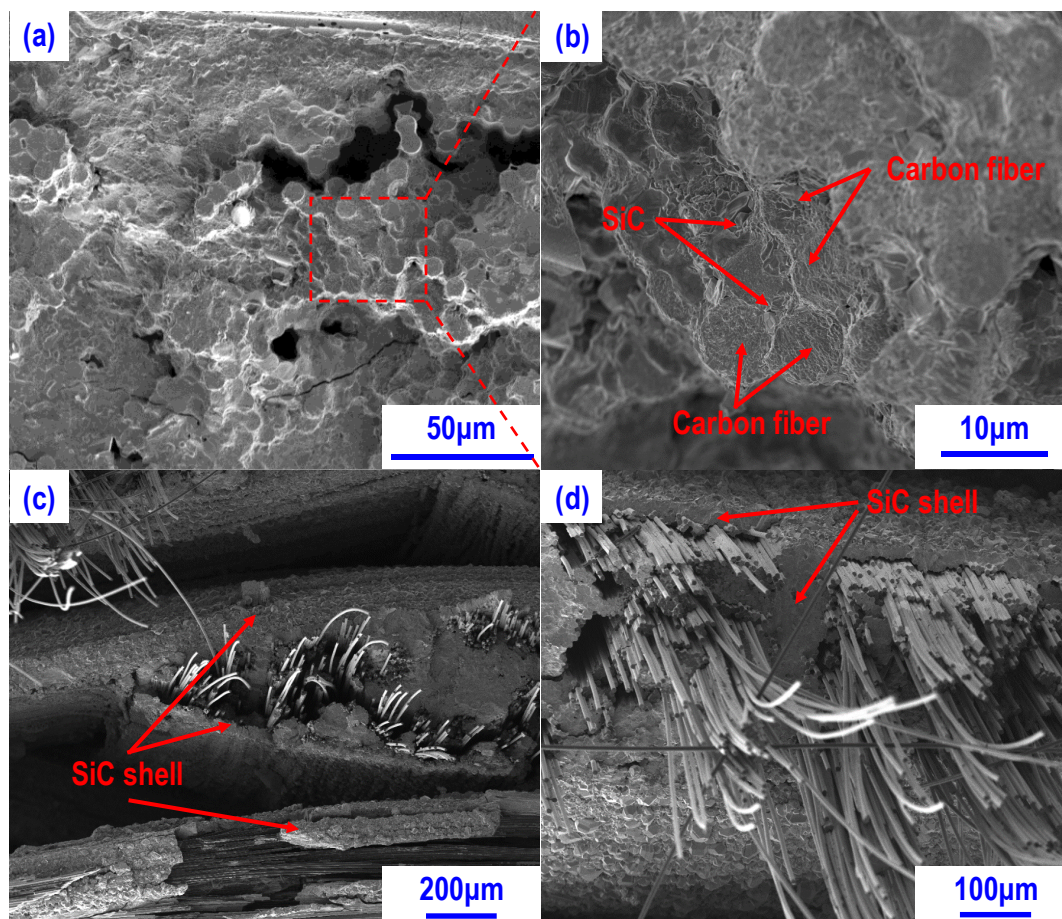 (a)
50μm
(b)
Carbon fiber
SiC
Carbon fiber
10μm
(c)
SiC shell
200μm
(d)
SiC shell
100μm